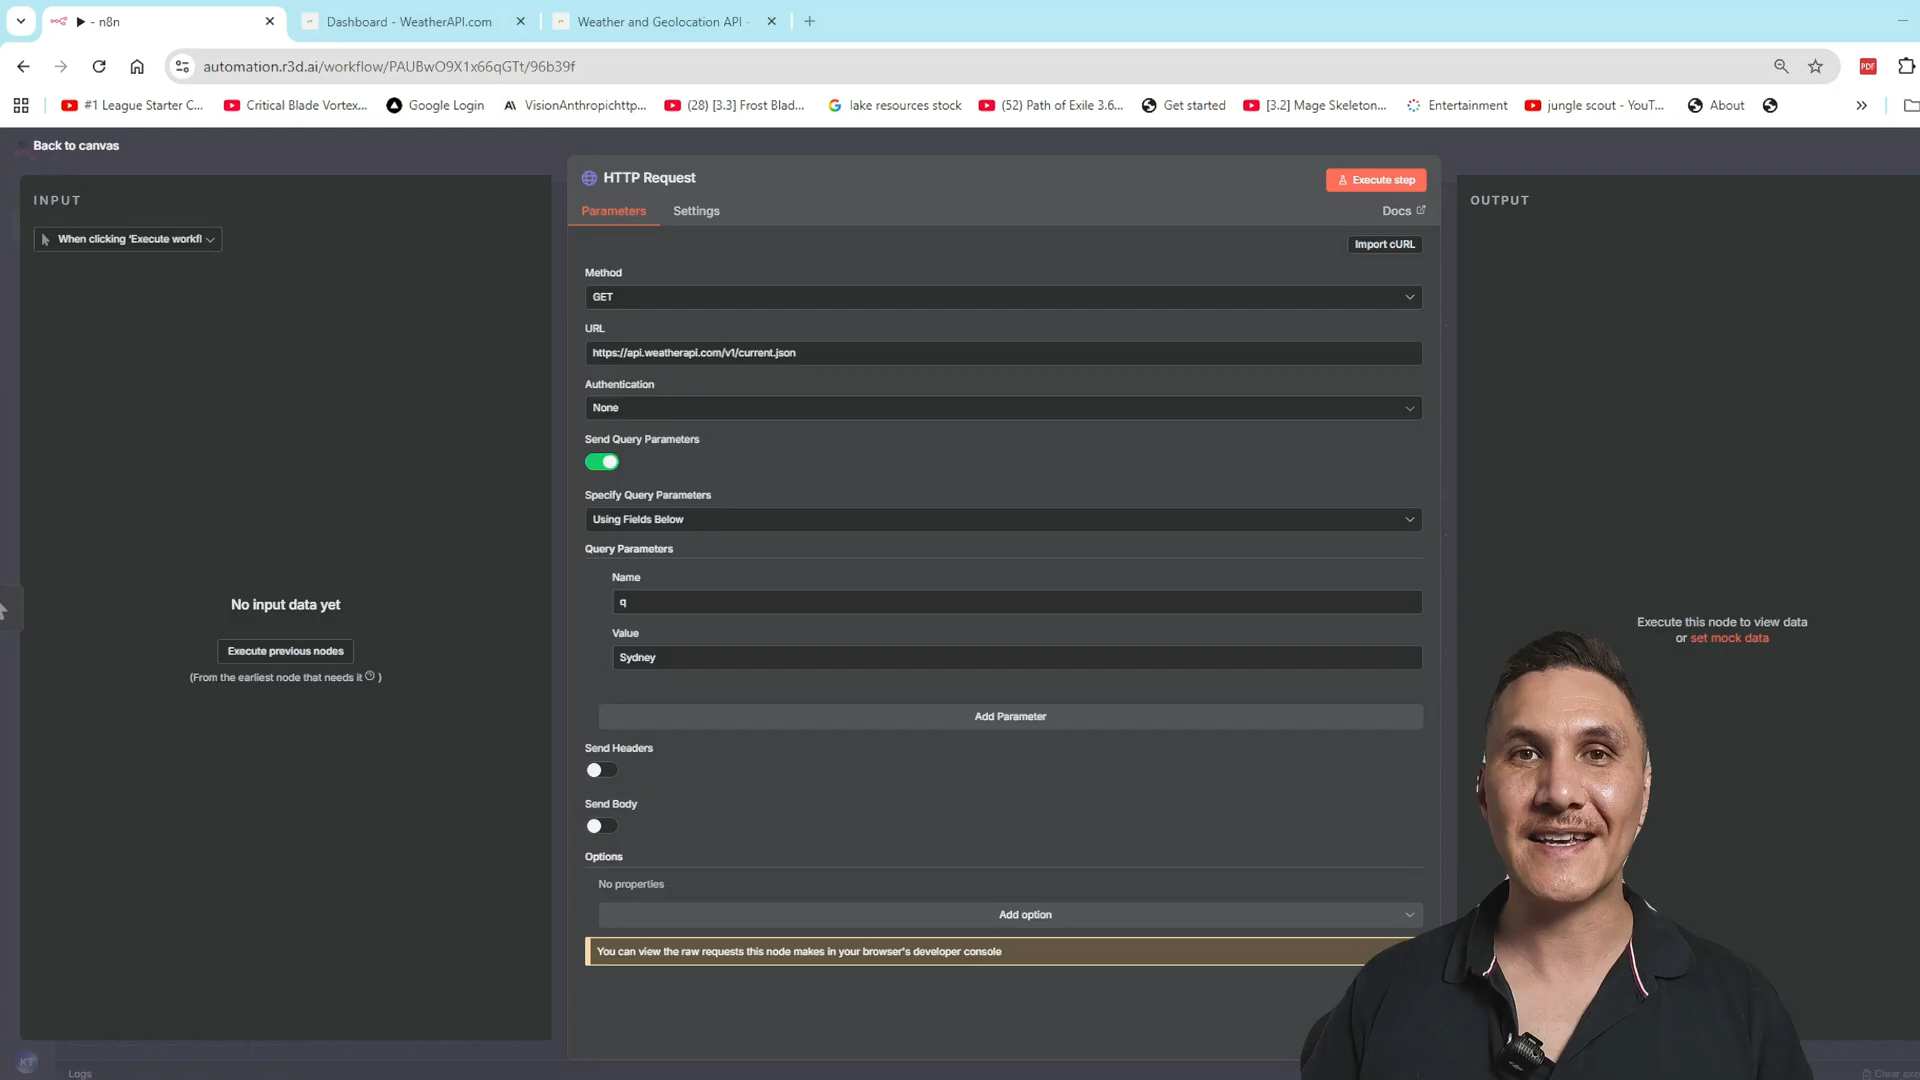 - n8n
Dashboard - WeatherAPI.com
Weather and Geolocation API -
automation.r3d.ai/workflow/PAUBwO9X1x66qGTt/96b39f
PDF
#1 League Starter C...
Critical Blade Vortex...
Google Login
VisionAnthropichttp...
(28) [3.3] Frost Blad...
lake resources stock
(52) Path of Exile 3.6...
Get started
[3.2] Mage Skeleton...
Entertainment
jungle scout - YouT...
About
Back to canvas
INPUT
When clicking 'Execute workfl
No input data yet
Execute previous nodes
(From the earliest node that needs it )
HTTP Request
Execute step
Parameters
Settings
Docs
Import cURL
Method
GET
URL
https://api.weatherapi.com/v1/current.json
Authentication
None
Send Query Parameters
Specify Query Parameters
Using Fields Below
Query Parameters
Name
q
Value
Sydney
Add Parameter
Send Headers
Send Body
Options
No properties
Add option
You can view the raw requests this node makes in your browser's developer console
OUTPUT
Execute this node to view data
or set mock data
KT
Logs